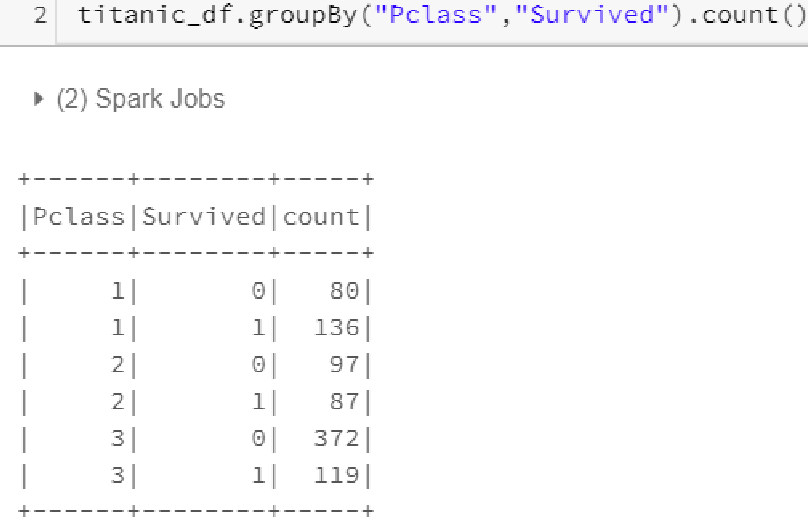 2 titanic_df.groupBy("Pclass","Survived").count()
(2) Spark Jobs
+------+--------+-----+
|Pclass|Survived|count|
+------+--------+-----+
|     1|       0|   80|
|     1|       1|  136|
|     2|       0|   97|
|     2|       1|   87|
|     3|       0|  372|
|     3|       1|  119|
+------+--------+-----+